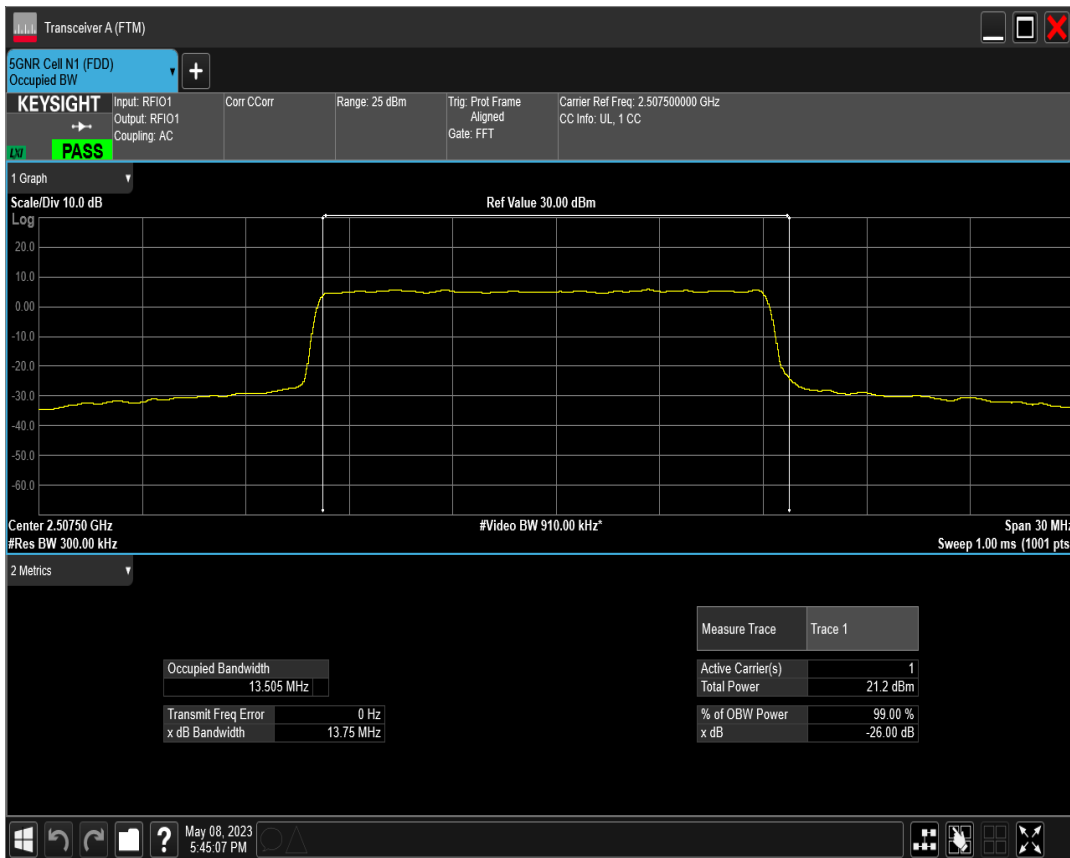 Transceiver A (FTM)
5GNR Cell N1 (FDD)
Occupied BW
+
KEYSIGHT
LXI
PASS
Input: RFIO1
Output: RFIO1
Coupling: AC
Corr CCorr
Range: 25 dBm
Trig: Prot Frame
Aligned
Gate: FFT
Carrier Ref Freq: 2.507500000 GHz
CC Info: UL, 1 CC
1 Graph
Scale/Div 10.0 dB
Ref Value 30.00 dBm
Log
20.0
10.0
0.00
-10.0
-20.0
-30.0
-40.0
-50.0
-60.0
Center 2.50750 GHz
#Video BW 910.00 kHz*
Span 30 MHz
#Res BW 300.00 kHz
Sweep 1.00 ms (1001 pts
2 Metrics
Measure Trace Trace 1
Occupied Bandwidth
13.505 MHz
Active Carrier(s) 1
Total Power 21.2 dBm
Transmit Freq Error 0 Hz
x dB Bandwidth 13.75 MHz
% of OBW Power 99.00 %
x dB -26.00 dB
?
May 08, 2023
5:45:07 PM